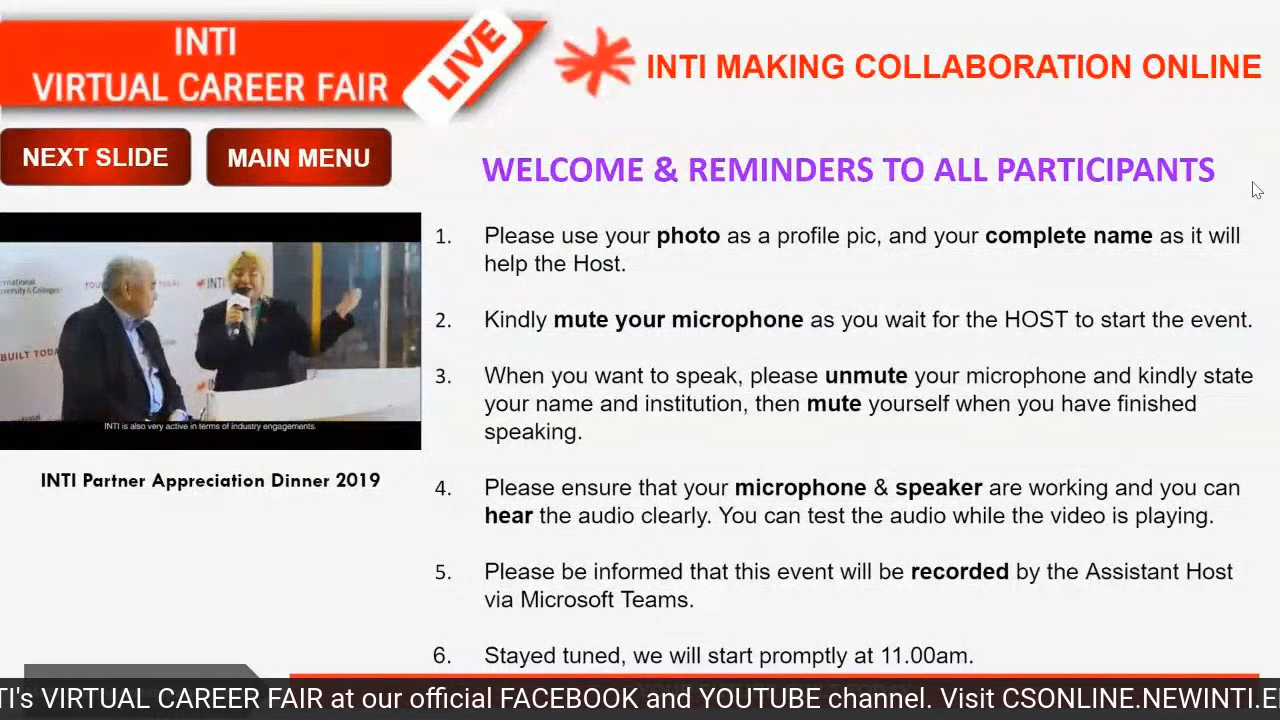 INTI
VIRTUAL CAREER FAIR
LIVE
INTI MAKING COLLABORATION ONLINE
NEXT SLIDE
MAIN MENU
WELCOME & REMINDERS TO ALL PARTICIPANTS
INTI
BUILT TODAY
INTI is also very active in terms of industry engagements.
INTI Partner Appreciation Dinner 2019
1. Please use your photo as a profile pic, and your complete name as it will
help the Host.
2. Kindly mute your microphone as you wait for the HOST to start the event.
3. When you want to speak, please unmute your microphone and kindly state
your name and institution, then mute yourself when you have finished
speaking.
4. Please ensure that your microphone & speaker are working and you can
hear the audio clearly. You can test the audio while the video is playing.
5. Please be informed that this event will be recorded by the Assistant Host
via Microsoft Teams.
6. Stayed tuned, we will start promptly at 11.00am.
TI's VIRTUAL CAREER FAIR at our official FACEBOOK and YOUTUBE channel. Visit CSONLINE.NEWINTI.E